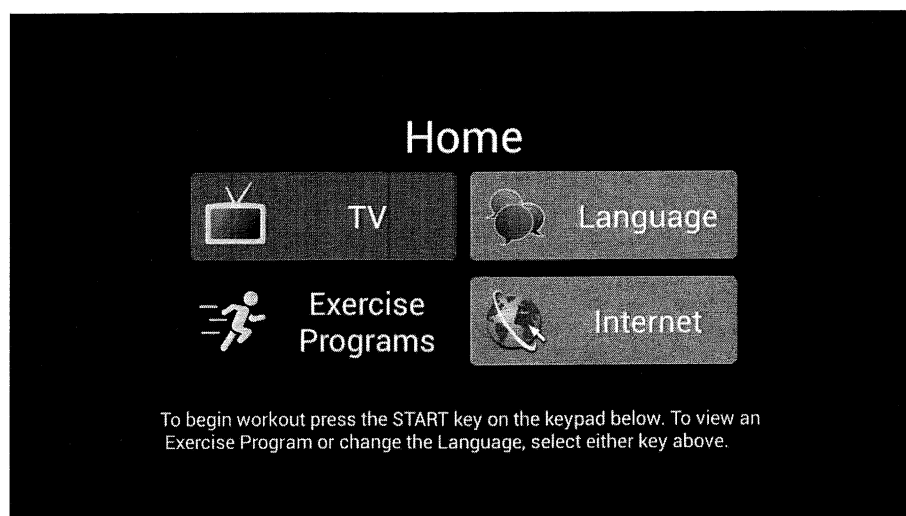 Home
TV
Language
Exercise
Programs
Internet
To begin workout press the START key on the keypad below. To view an
Exercise Program or change the Language, select either key above.